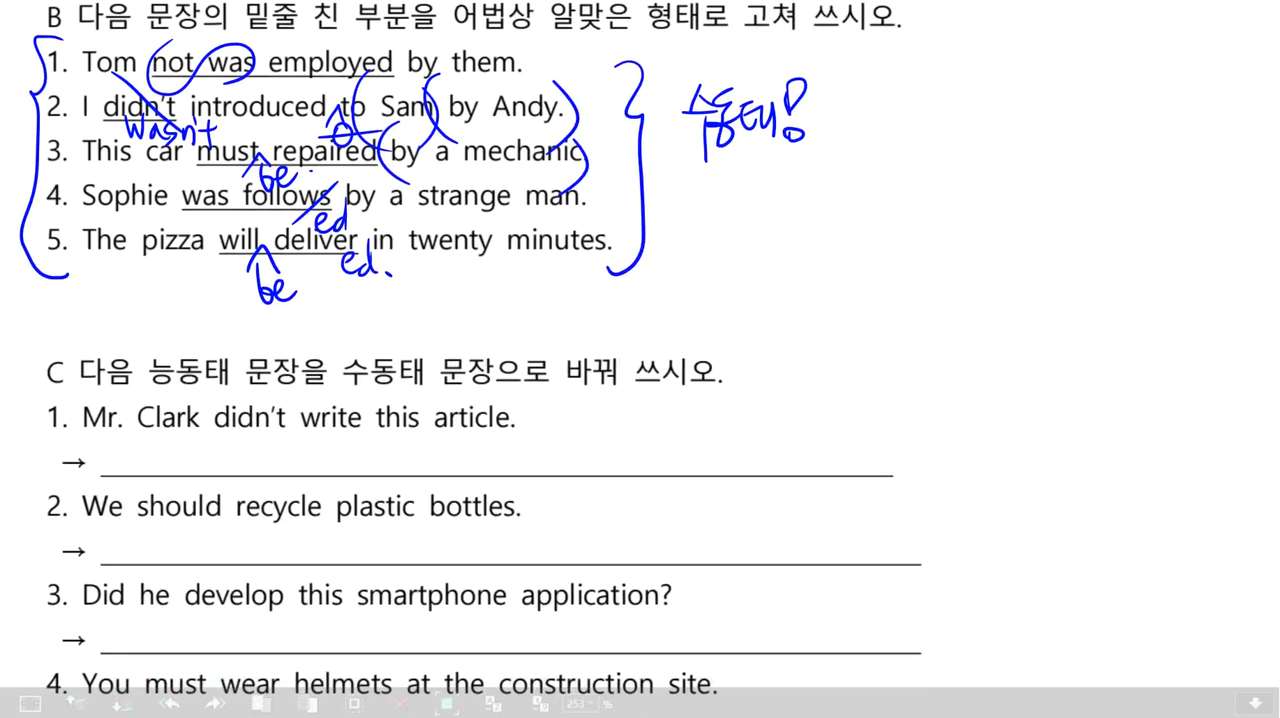 B 다음 문장의 밑줄 친 부분을 어법상 알맞은 형태로 고쳐 쓰시오.
1. Tom not was employed by them.
2. I didn't introduced to Sam by Andy.
wasn't
수동태!
3. This car must repaired by a mechanic.
be.
4. Sophie was follows by a strange man.
ed
5. The pizza will deliver in twenty minutes.
be ed.
C 다음 능동태 문장을 수동태 문장으로 바꿔 쓰시오.
1. Mr. Clark didn't write this article.
→
2. We should recycle plastic bottles.
→
3. Did he develop this smartphone application?
→
4. You must wear helmets at the construction site.
253 %